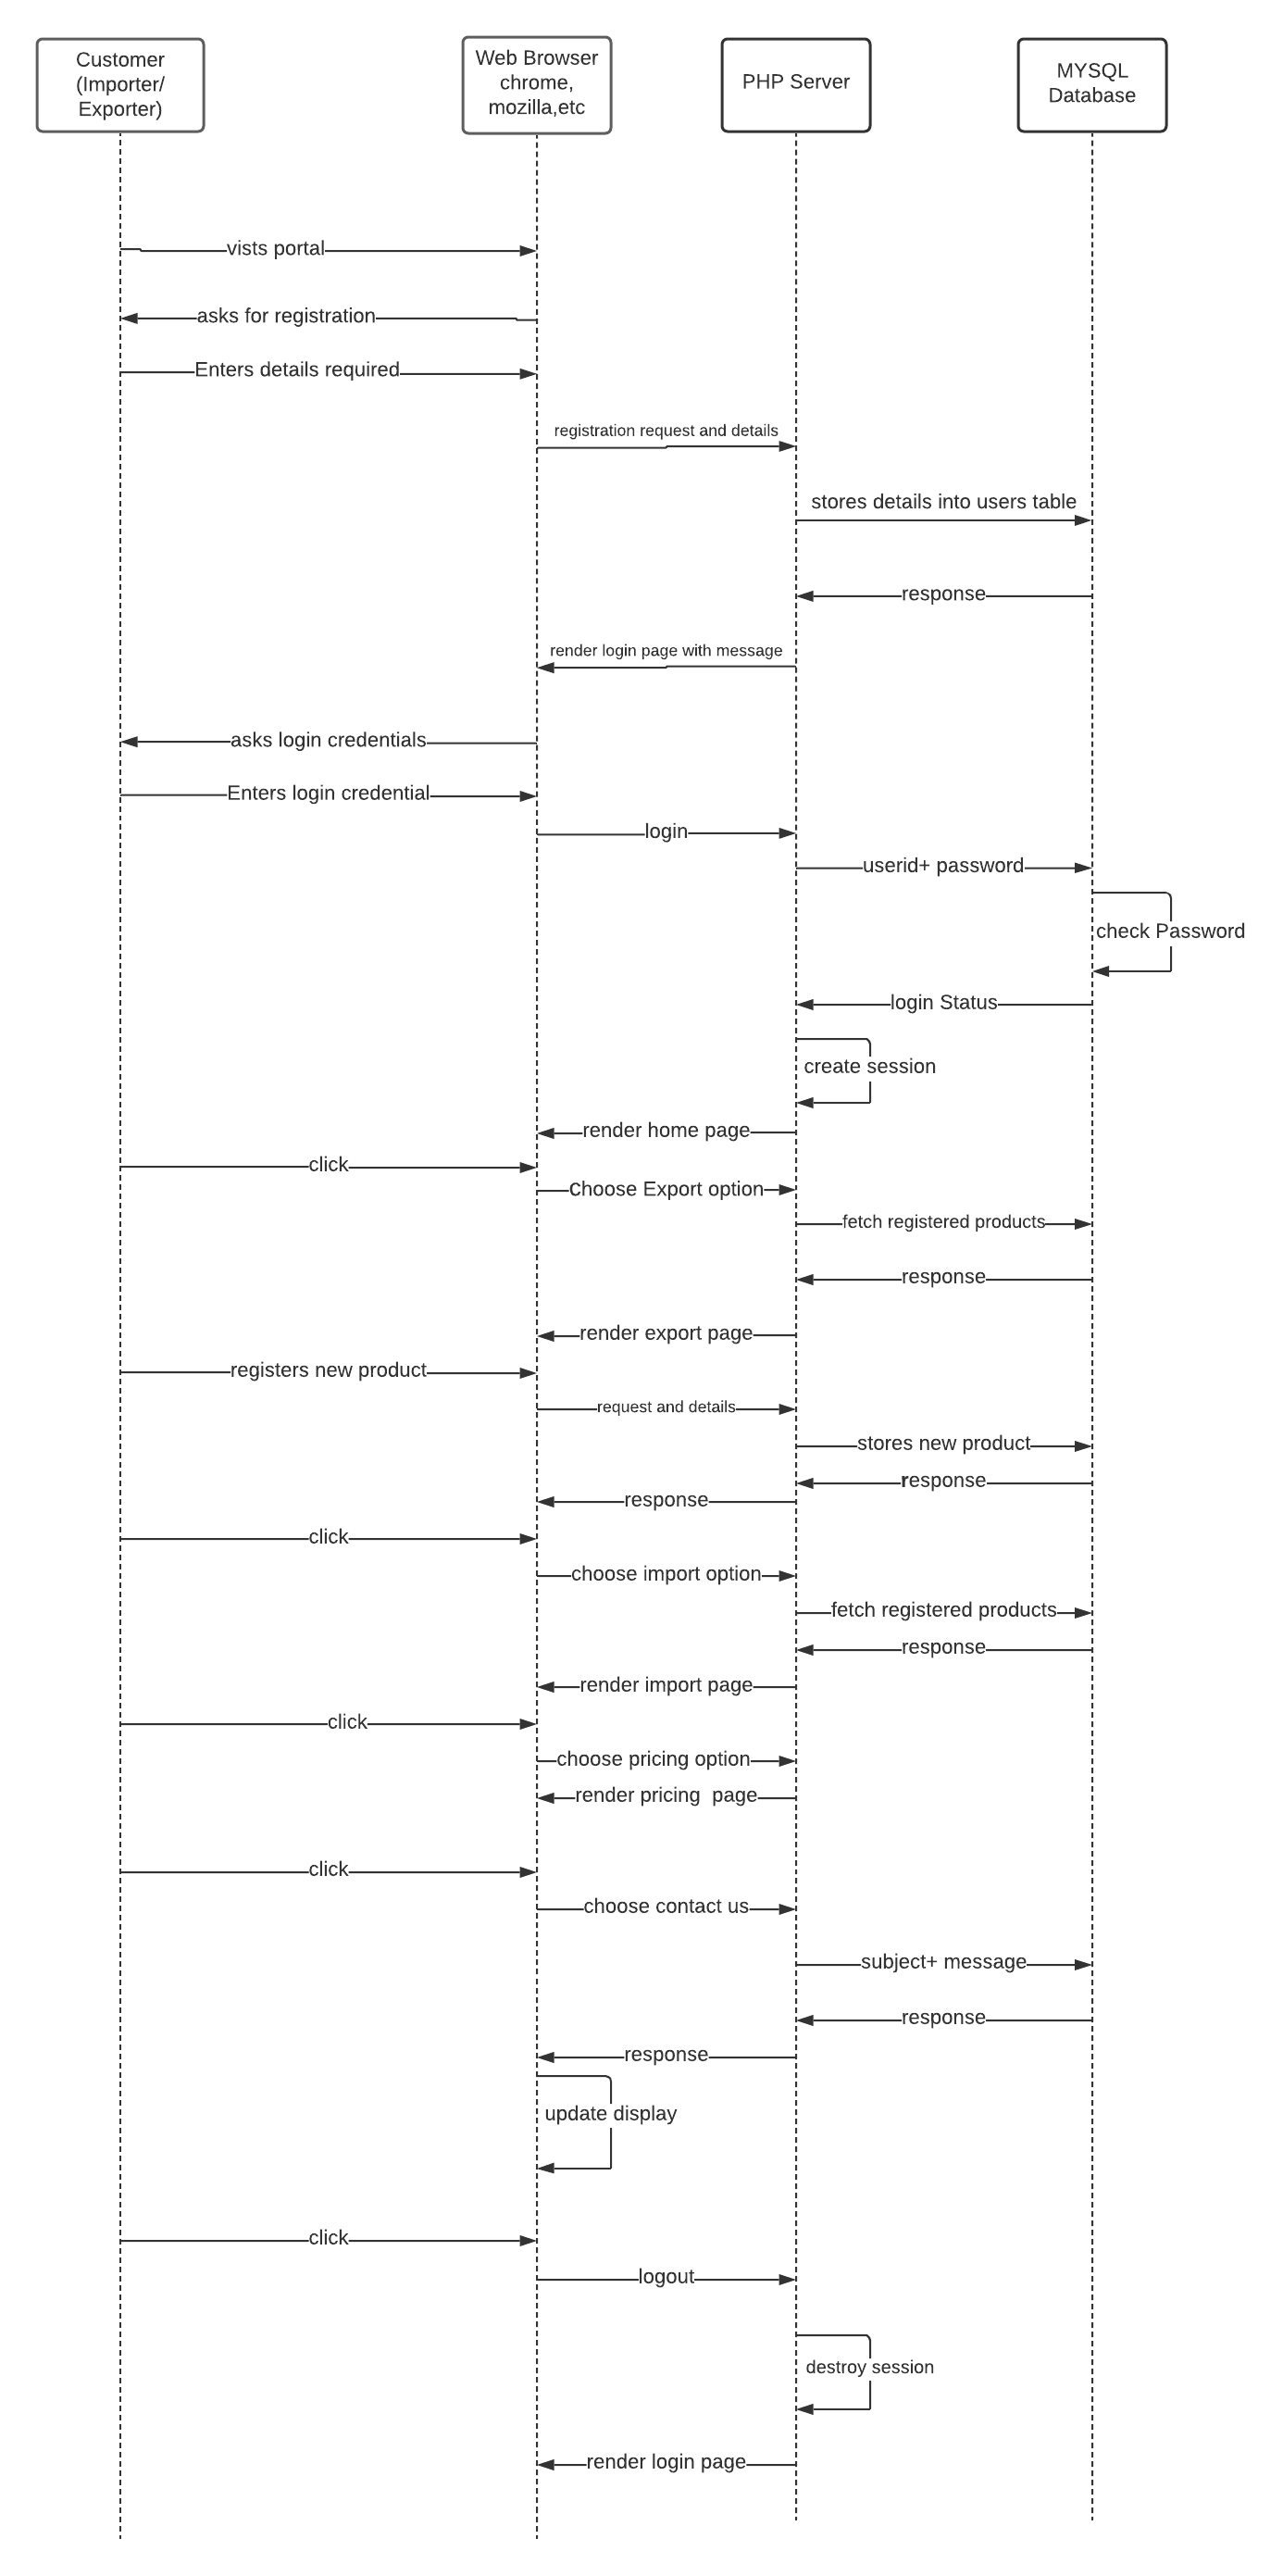 Customer
(Importer/
Exporter)
Web Browser
chrome,
mozilla,etc
PHP Server
MYSQL
Database
vists portal
asks for registration
Enters details required
registration request and details
stores details into users table
response
render login page with message
asks login credentials
Enters login credential
login
userid+ password
check Password
login Status
create session
render home page
click
choose Export option
fetch registered products
response
render export page
registers new product
request and details
stores new product
response
response
click
choose import option
fetch registered products
response
render import page
click
choose pricing option
render pricing  page
click
choose contact us
subject+ message
response
response
update display
click
logout
destroy session
render login page